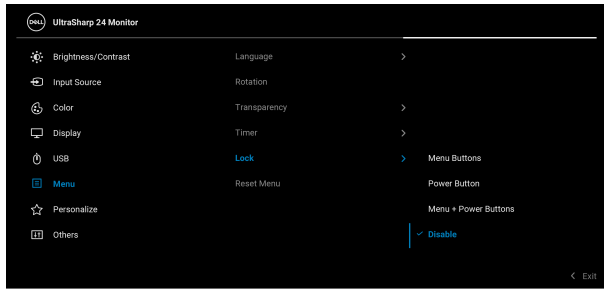 DELL UltraSharp 24 Monitor
Brightness/Contrast Language
Input Source Rotation
Color Transparency
Display Timer
USB Lock Menu Buttons
Menu Reset Menu Power Button
Personalize Menu + Power Buttons
Others Disable
Exit